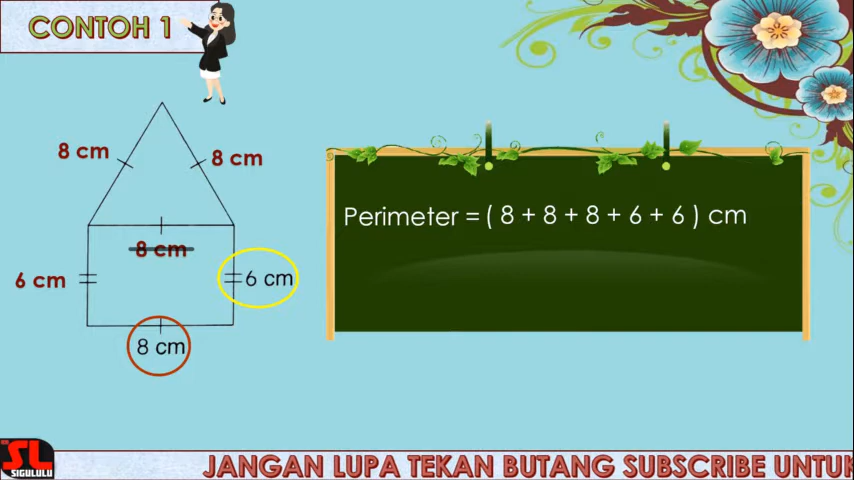 CONTOH 1
8 cm
8 cm
8 cm
6 cm
6 cm
8 cm
Perimeter = ( 8 + 8 + 8 + 6 + 6 ) cm
SL
SIGULULU
JANGAN LUPA TEKAN BUTANG SUBSCRIBE UNTUK